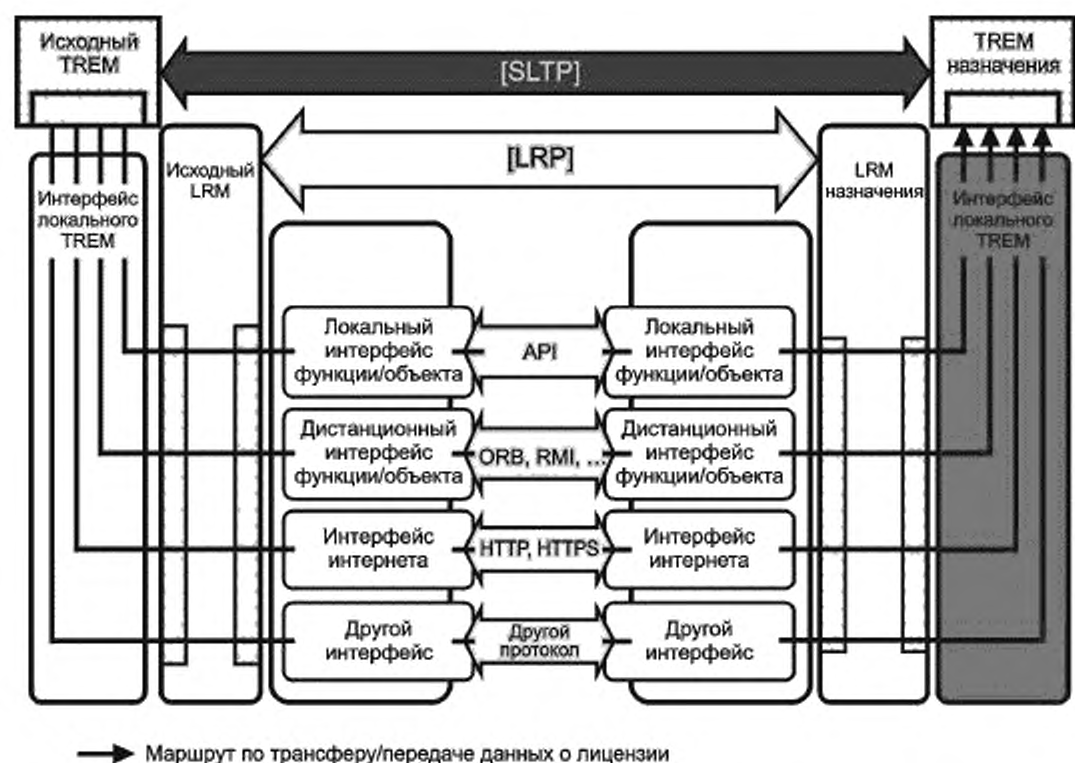 Исходный
TREM
[SLTP]
TREM
назначения
[LRP]
Исходный
LRM
LRM
назначения
Интерфейс
локального
TREM
Интерфейс
локального
TREM
Локальный
интерфейс
функции/объекта
API
Локальный
интерфейс
функции/объекта
Дистанционный
интерфейс
функции/объекта
ORB, RMI, ...
Дистанционный
интерфейс
функции/объекта
Интерфейс
интернета
HTTP, HTTPS
Интерфейс
интернета
Другой
интерфейс
Другой
протокол
Другой
интерфейс
Маршрут по трансферу/передаче данных о лицензии